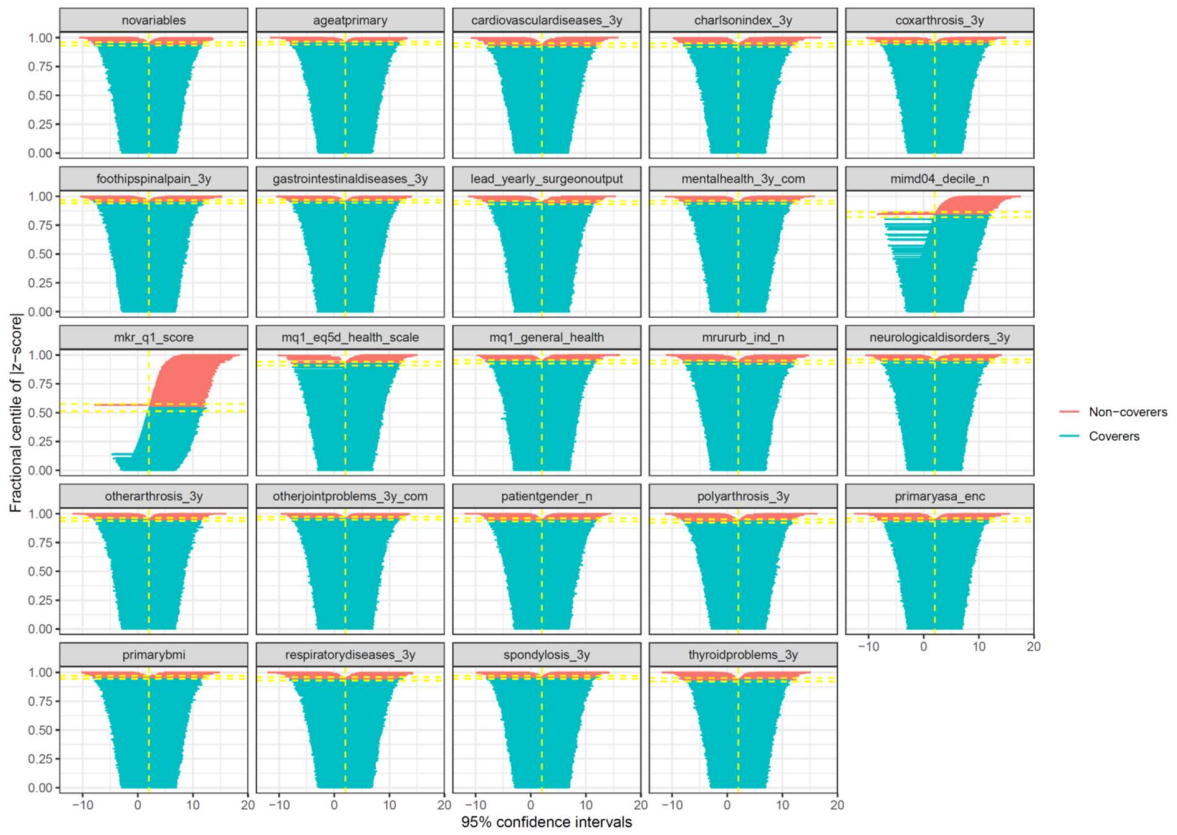 novariables ageatprimary cardiovasculardiseases_3y charlsonindex_3y coxarthrosis_3y
1.00
0.75
0.50
0.25
0.00
foothipspinalpain_3y gastrointestinaldiseases_3y lead_yearly_surgeonoutput mentalhealth_3y_com mimd04_decile_n
1.00
0.75
0.50
0.25
0.00
mkr_q1_score mq1_eq5d_health_scale mq1_general_health mrururb_ind_n neurologicaldisorders_3y
1.00
0.75
0.50
0.25
0.00
Fractional centile of |z-score|
Non-coverers
Coverers
otherarthrosis_3y otherjointproblems_3y_com patientgender_n polyarthrosis_3y primaryasa_enc
1.00
0.75
0.50
0.25
0.00
−10 0 10 20
primarybmi respiratorydiseases_3y spondylosis_3y thyroidproblems_3y
1.00
0.75
0.50
0.25
0.00
−10 0 10 20 −10 0 10 20 −10 0 10 20 −10 0 10 20
95% confidence intervals